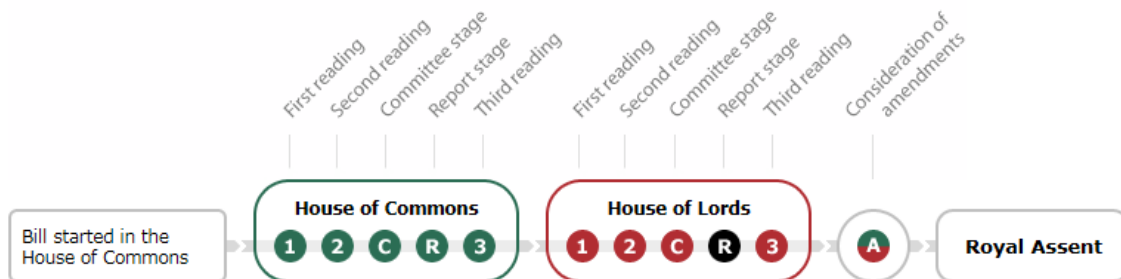 First reading
Second reading
Committee stage
Report stage
Third reading
First reading
Second reading
Committee stage
Report stage
Third reading
Consideration of
amendments
Bill started in the
House of Commons
House of Commons
1 2 C R 3
House of Lords
1 2 C R 3
A
Royal Assent